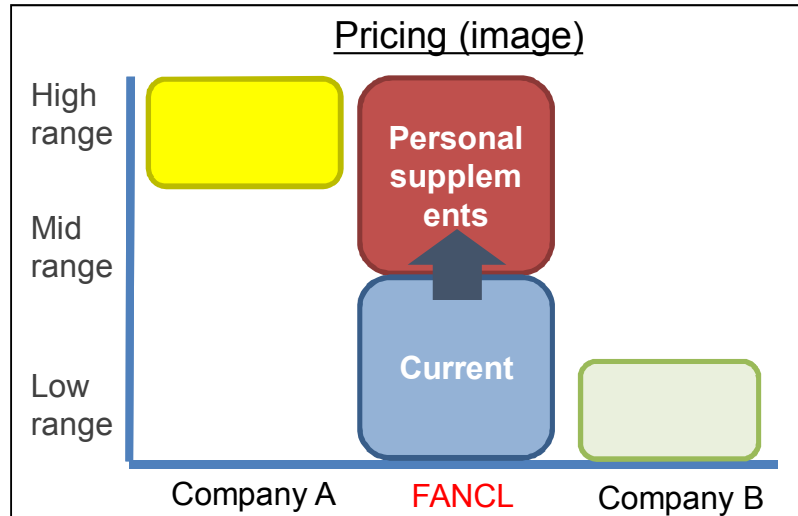 Pricing (image)
High
range
Mid
range
Low
range
Personal
supplem
ents
Current
Company A
FANCL
Company B